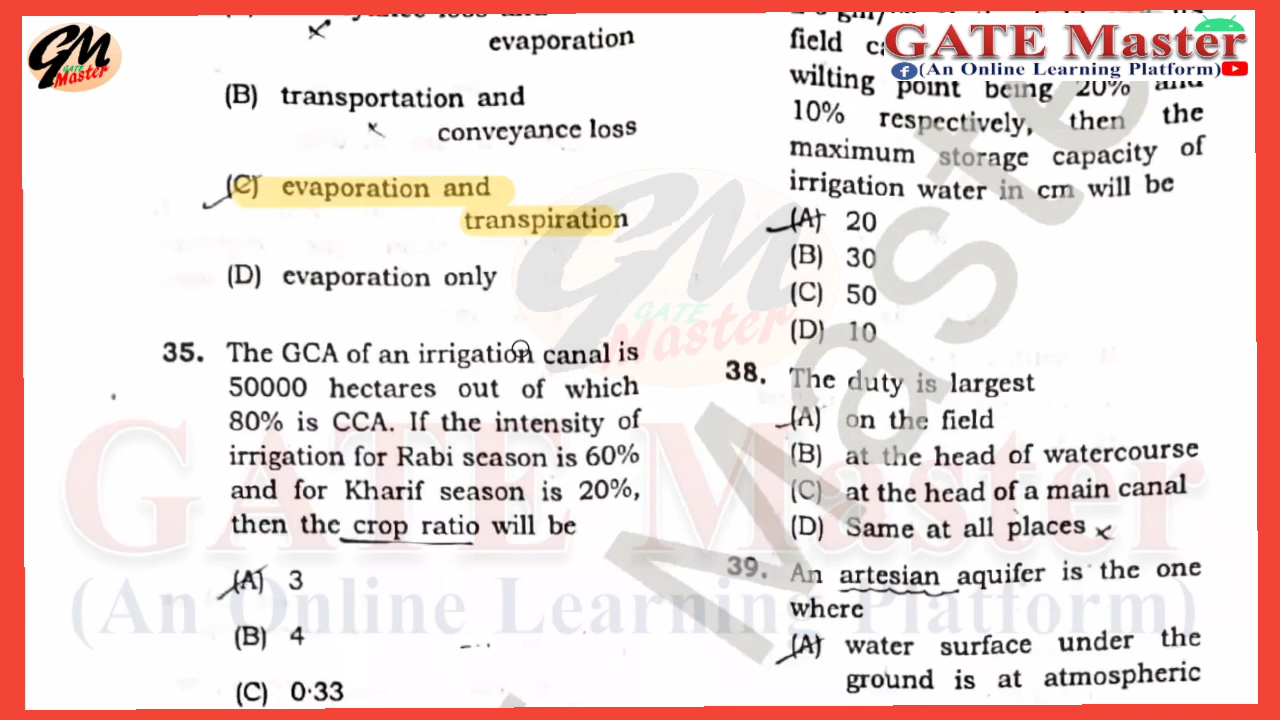 GM
GATE
Master
GATE Master
(An Online Learning Platform)
evaporation
(B) transportation and
conveyance loss
(C) evaporation and
transpiration
(D) evaporation only
35. The GCA of an irrigation canal is
50000 hectares out of which
80% is CCA. If the intensity of
irrigation for Rabi season is 60%
and for Kharif season is 20%,
then the crop ratio will be
(A) 3
(B) 4
(C) 0·33
field
wilting point being 20% and
10% respectively, then the
maximum storage capacity of
irrigation water in cm will be
(A) 20
(B) 30
(C) 50
(D) 10
38. The duty is largest
(A) on the field
(B) at the head of watercourse
(C) at the head of a main canal
(D) Same at all places
39. An artesian aquifer is the one
where
(A) water surface under the
ground is at atmospheric
GM
GATE
Master
GATE Master
(An Online Learning Platform)
Master